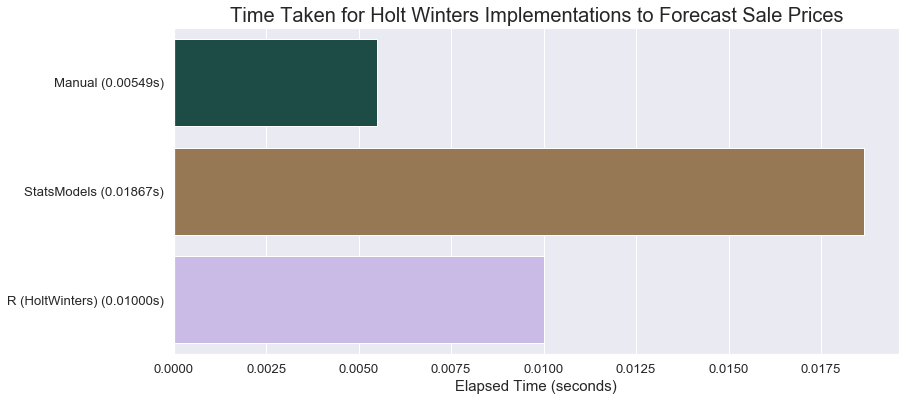 Time Taken for Holt Winters Implementations to Forecast Sale Prices
Manual (0.00549s)
StatsModels (0.01867s)
R (HoltWinters) (0.01000s)
0.0000 0.0025 0.0050 0.0075 0.0100 0.0125 0.0150 0.0175
Elapsed Time (seconds)